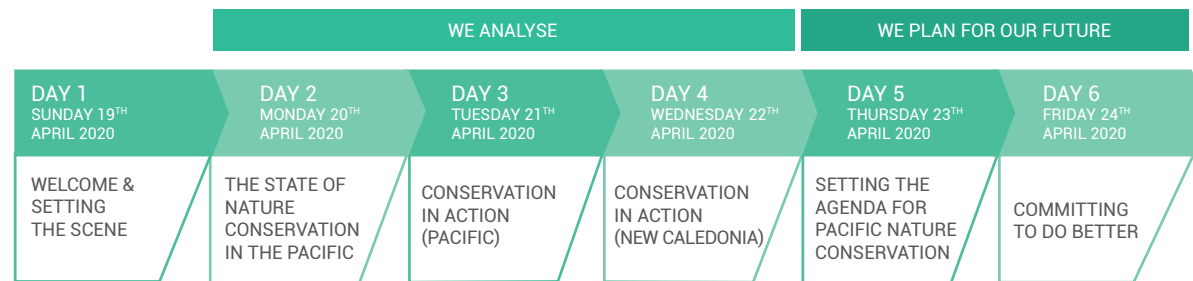 WE ANALYSE
WE PLAN FOR OUR FUTURE
DAY 1
SUNDAY 19TH
APRIL 2020
DAY 2
MONDAY 20TH
APRIL 2020
DAY 3
TUESDAY 21TH
APRIL 2020
DAY 4
WEDNESDAY 22TH
APRIL 2020
DAY 5
THURSDAY 23TH
APRIL 2020
DAY 6
FRIDAY 24TH
APRIL 2020
WELCOME &
SETTING
THE SCENE
THE STATE OF
NATURE
CONSERVATION
IN THE PACIFIC
CONSERVATION
IN ACTION
(PACIFIC)
CONSERVATION
IN ACTION
(NEW CALEDONIA)
SETTING THE
AGENDA FOR
PACIFIC NATURE
CONSERVATION
COMMITTING
TO DO BETTER